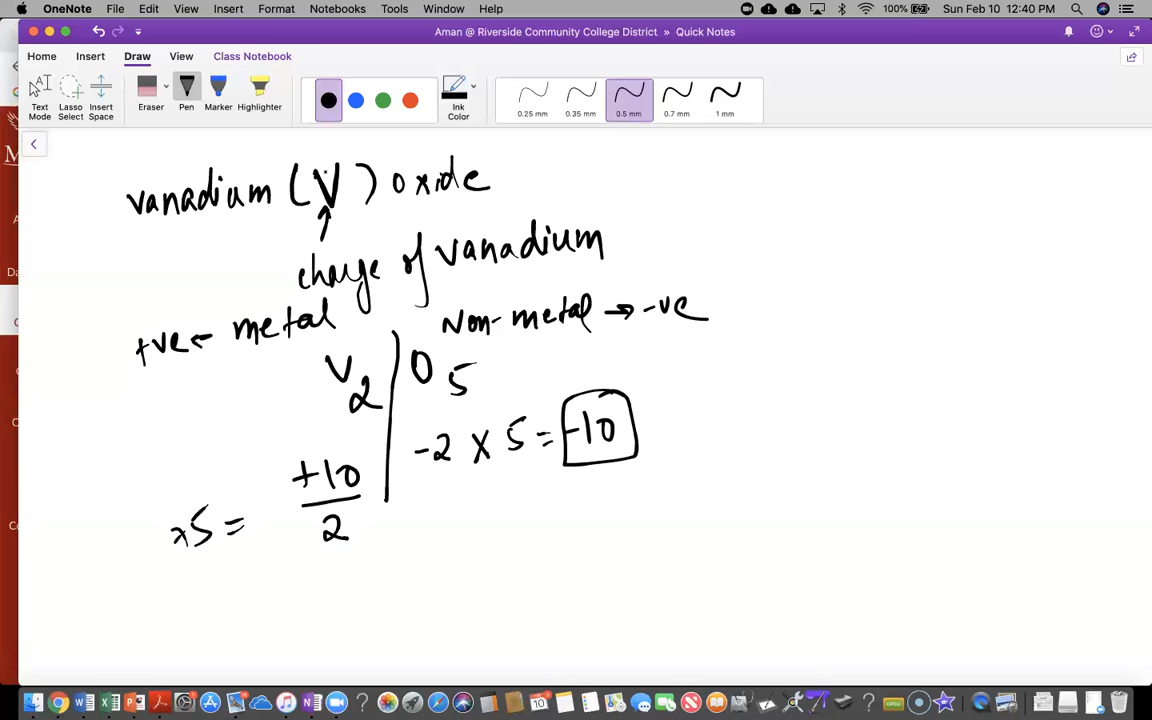 OneNote File Edit View Insert Format Notebooks Tools Window Help 100% Sun Feb 10 12:40 PM
Aman @ Riverside Community College District » Quick Notes
Home Insert Draw View Class Notebook
Text Mode Lasso Select Insert Space Eraser Pen Marker Highlighter Ink Color 0.25 mm 0.35 mm 0.5 mm 0.7 mm 1 mm
vanadium (V) oxide
charge of vanadium
+ve ← metal Non-metal → -ve
V2 | O5
-2 x 5 = -10
+10
+5 =
2